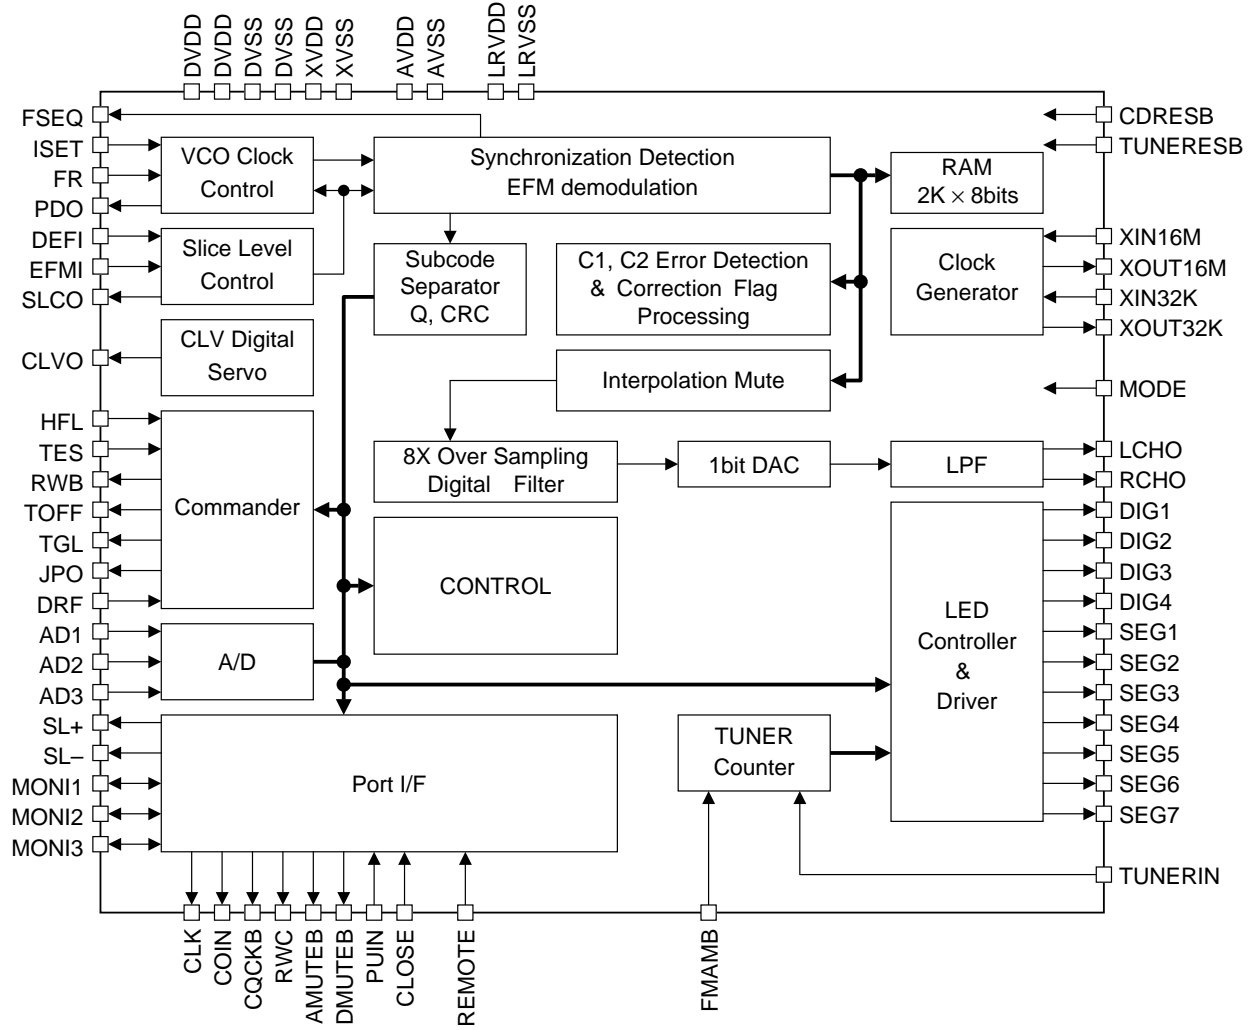 DVDD
DVDD
DVSS
DVSS
XVDD
XVSS
AVDD
AVSS
LRVDD
LRVSS
FSEQ
ISET
FR
PDO
DEFI
EFMI
SLCO
CLVO
HFL
TES
RWB
TOFF
TGL
JPO
DRF
AD1
AD2
AD3
SL+
SL–
MONI1
MONI2
MONI3
VCO Clock
Control
Slice Level
Control
CLV Digital
Servo
Commander
A/D
Port I/F
Synchronization Detection
EFM demodulation
Subcode
Separator
Q, CRC
C1, C2 Error Detection
& Correction Flag
Processing
Interpolation Mute
8X Over Sampling
Digital Filter
1bit DAC
LPF
CONTROL
TUNER
Counter
RAM
2K × 8bits
Clock
Generator
LED
Controller
&
Driver
CDRESB
TUNERESB
XIN16M
XOUT16M
XIN32K
XOUT32K
MODE
LCHO
RCHO
DIG1
DIG2
DIG3
DIG4
SEG1
SEG2
SEG3
SEG4
SEG5
SEG6
SEG7
TUNERIN
CLK
COIN
CQCKB
RWC
AMUTEB
DMUTEB
PUIN
CLOSE
REMOTE
FMAMB